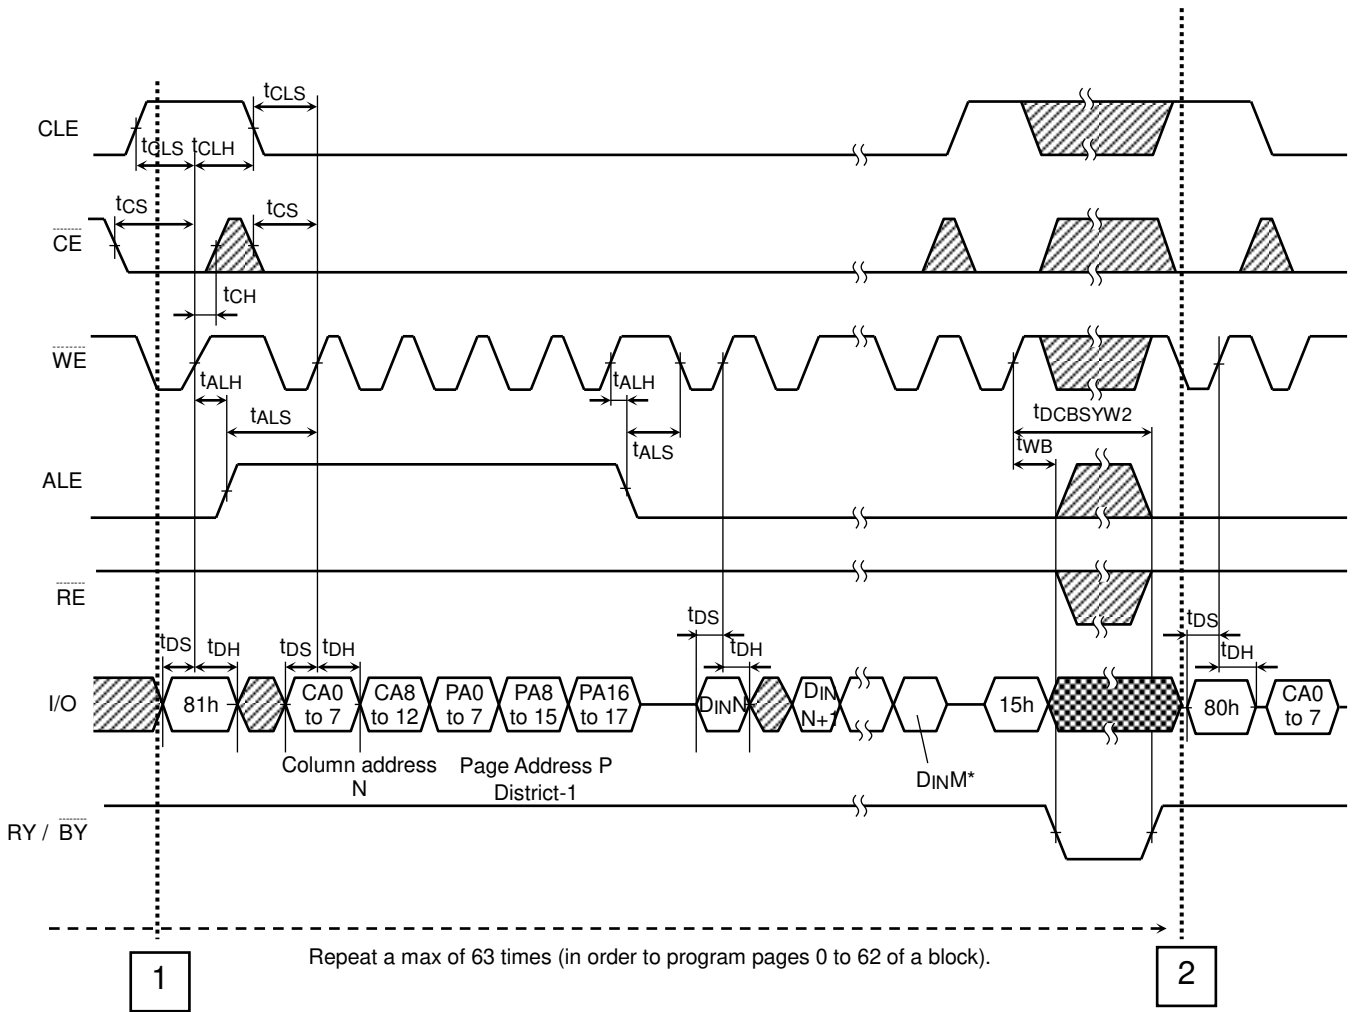 tCLS
CLE
tCLS
tCLH
tCS
tCS
CE
tCH
WE
tALH
tALH
tALS
tALS
tDCBSYW2
tWB
ALE
RE
tDS
tDH
tDS
tDH
tDS
tDH
tDS
tDH
I/O
81h
CA0
to 7
CA8
to 12
PA0
to 7
PA8
to 15
PA16
to 17
DINN
DIN
N+1
15h
80h
CA0
to 7
Column address
N
Page Address P
District-1
DINM*
RY / BY
Repeat a max of 63 times (in order to program pages 0 to 62 of a block).
1
2